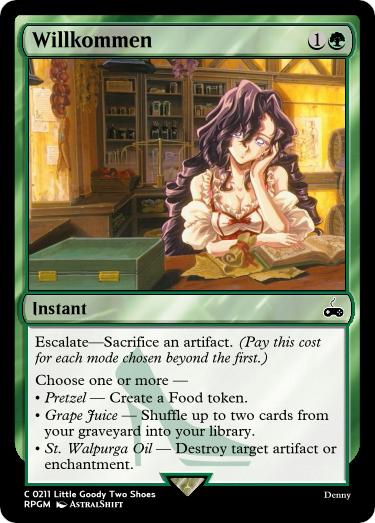 Willkommen 1
Instant
Escalate—Sacrifice an artifact. (Pay this cost
for each mode chosen beyond the first.)
Choose one or more —
• Pretzel — Create a Food token.
• Grape Juice — Shuffle up to two cards from
your graveyard into your library.
• St. Walpurga Oil — Destroy target artifact or
enchantment.
C 0211 Little Goody Two Shoes
RPGM AstralShift
Denny